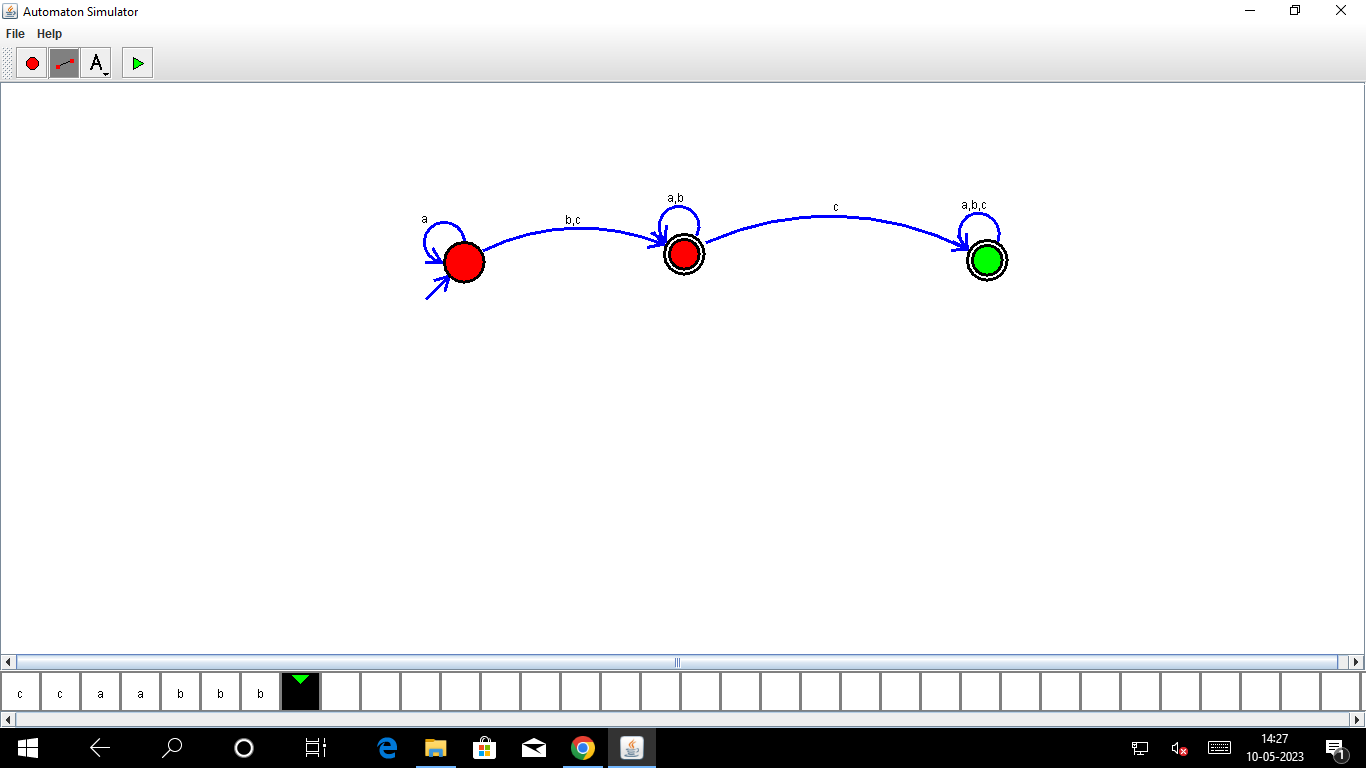 Automaton Simulator
File Help
A
a
b,c
a,b
c
a,b,c
c c a a b b b
14:27
10-05-2023
1